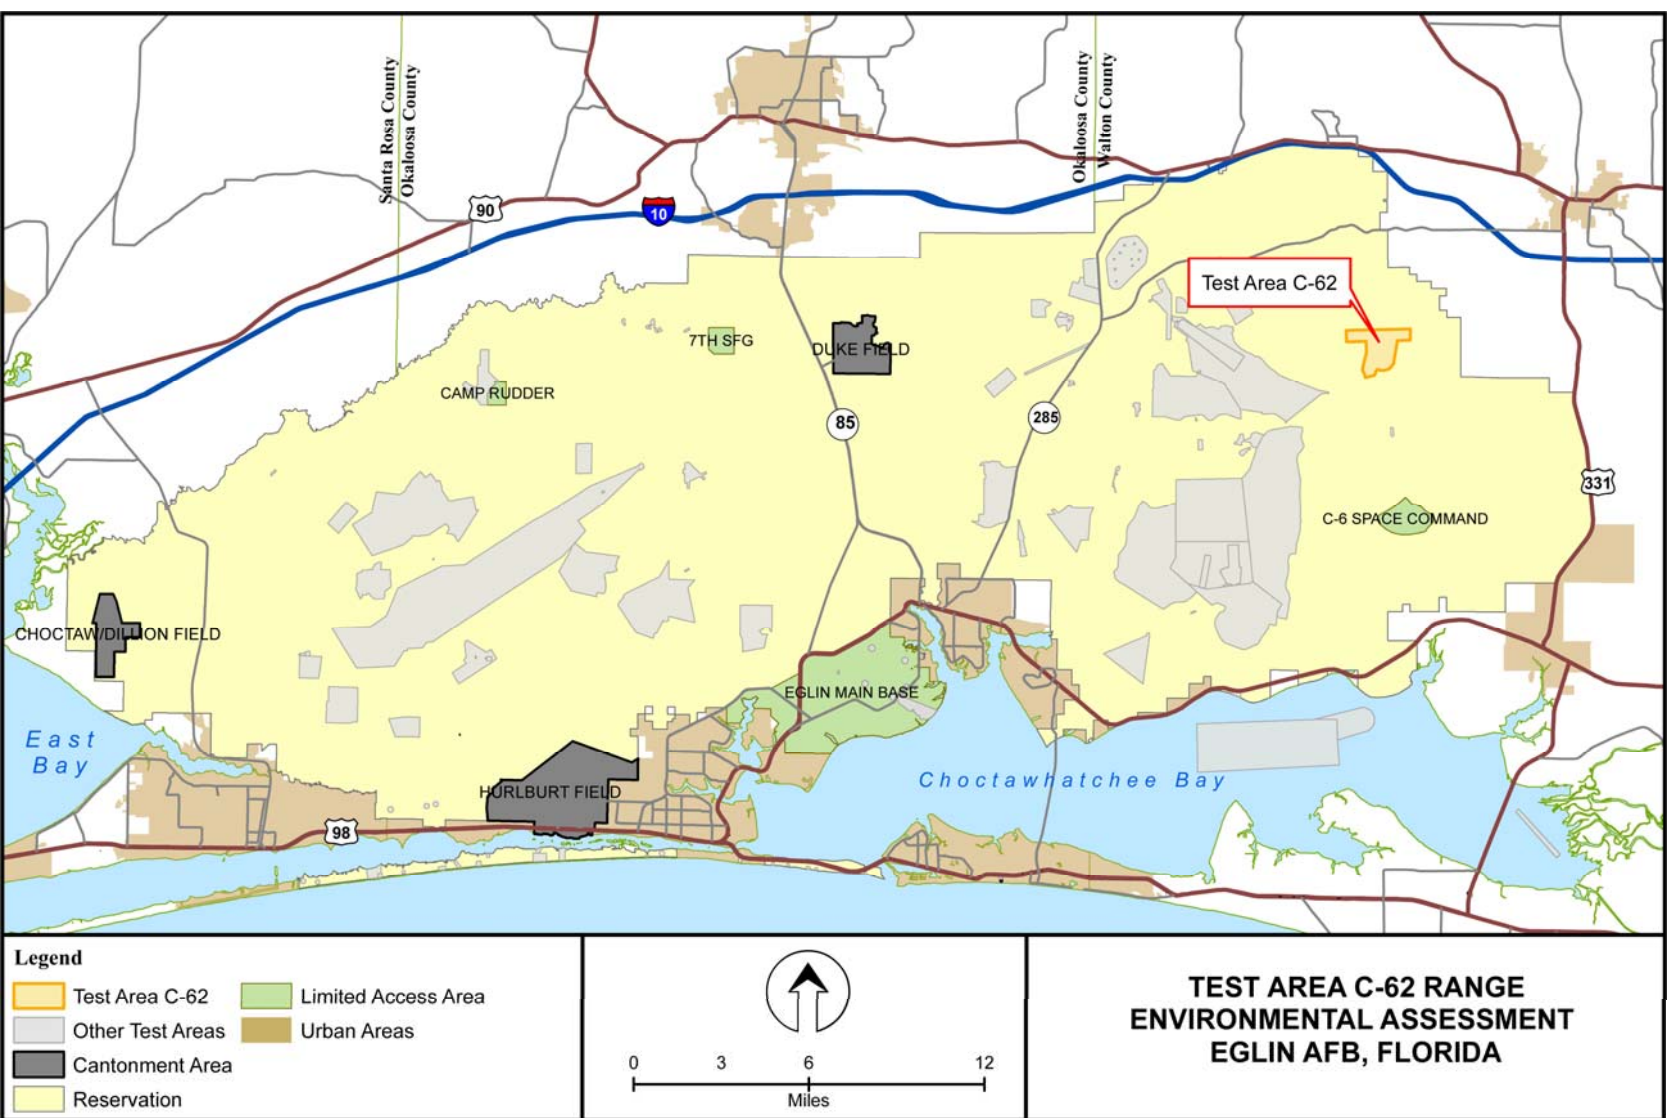 Santa Rosa County
Okaloosa County
Okaloosa County
Walton County
90
10
Test Area C-62
7TH SFG
DUKE FIELD
CAMP RUDDER
85
285
331
C-6 SPACE COMMAND
CHOCTAW/DILLION FIELD
EGLIN MAIN BASE
East
Bay
Choctawhatchee Bay
HURLBURT FIELD
98
Legend
Test Area C-62
Other Test Areas
Cantonment Area
Reservation
Limited Access Area
Urban Areas
0 3 6 12
Miles
TEST AREA C-62 RANGE
ENVIRONMENTAL ASSESSMENT
EGLIN AFB, FLORIDA